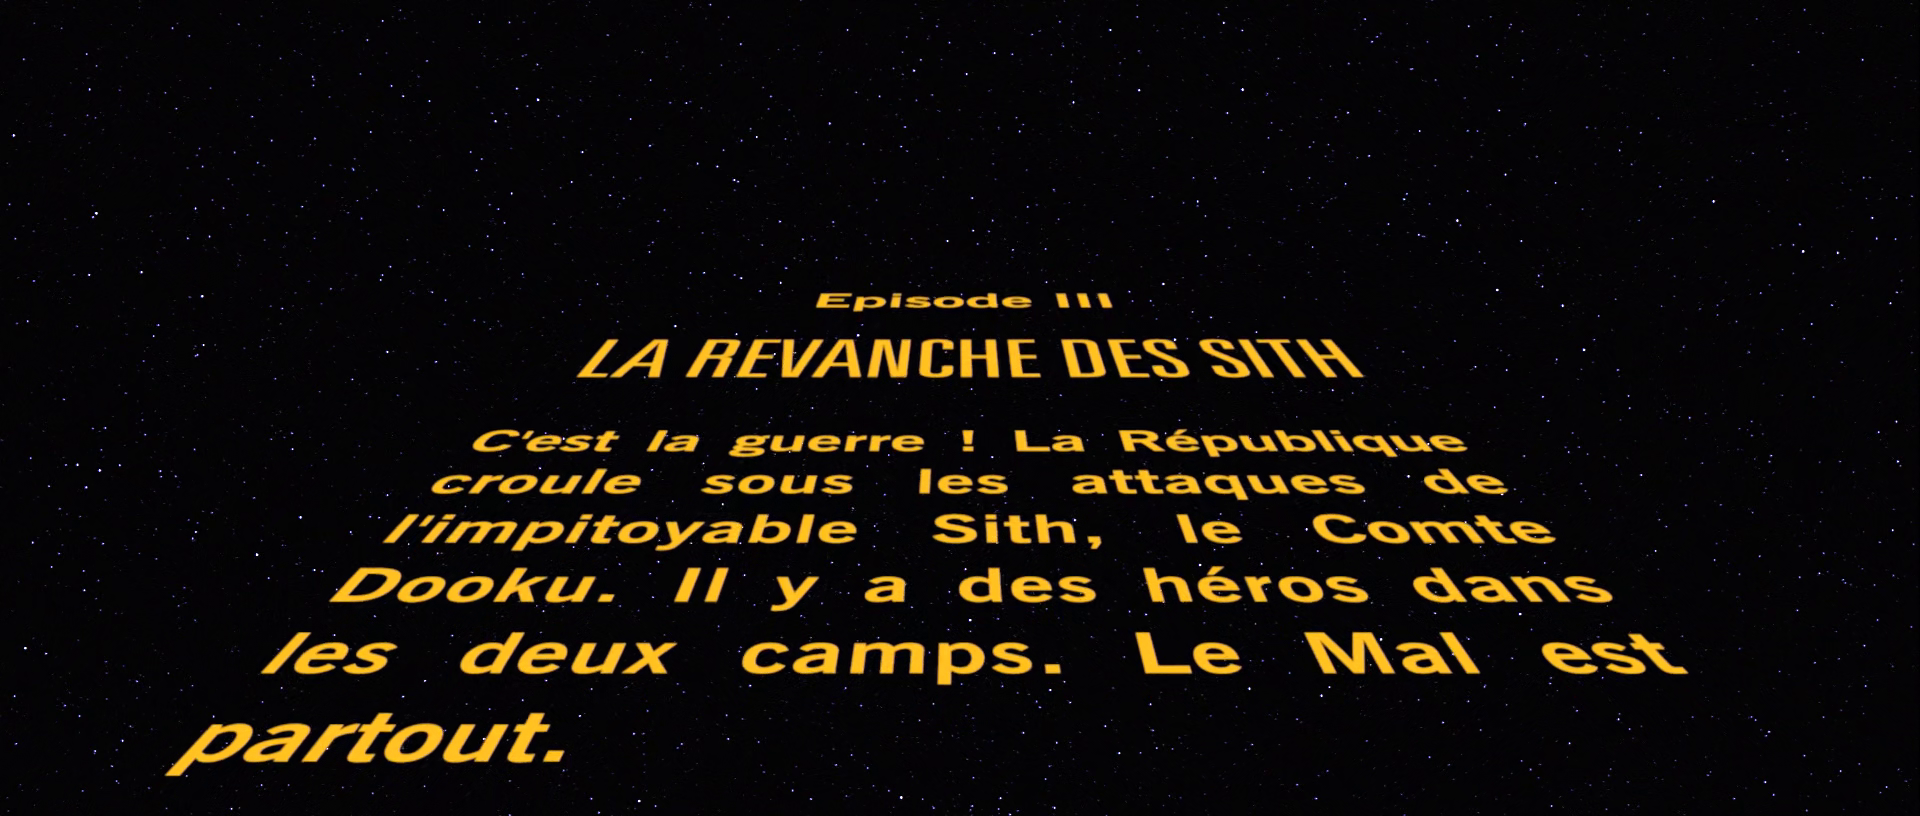 Episode III
LA REVANCHE DES SITH
C'est la guerre ! La République
croule sous les attaques de
l'impitoyable Sith, le Comte
Dooku. Il y a des héros dans
les deux camps. Le Mal est
partout.